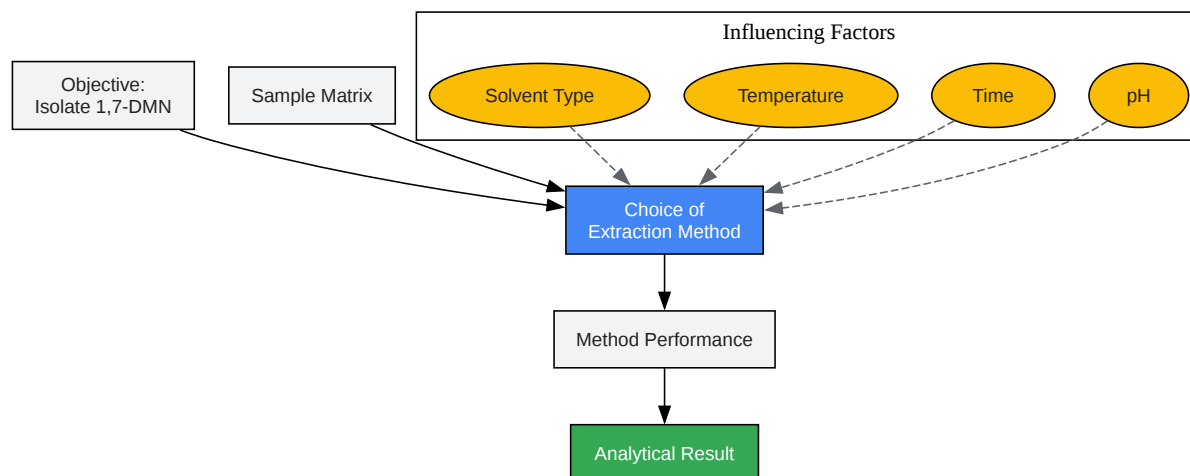 Influencing Factors
Objective:
Isolate 1,7-DMN
Sample Matrix
Solvent Type
Temperature
Time
pH
Choice of
Extraction Method
Method Performance
Analytical Result